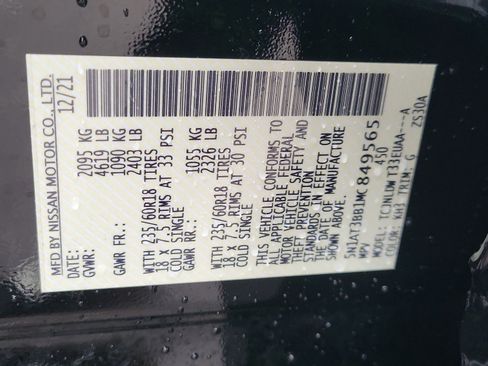 MFD BY NISSAN MOTOR CO., LTD.
DATE: 12/21
GVWR: 2095 KG
4619 LB
GAWR FR.: 1090 KG
2403 LB
WITH 235/60R18 TIRES
18 x 7.5 RIMS AT 33 PSI
COLD SINGLE
GAWR RR.: 1055 KG
2326 LB
WITH 235/60R18 TIRES
18 x 7.5 RIMS AT 30 PSI
COLD SINGLE
THIS VEHICLE CONFORMS TO
ALL APPLICABLE FEDERAL
MOTOR VEHICLE SAFETY AND
THEFT PREVENTION
STANDARDS IN EFFECT ON
THE DATE OF MANUFACTURE
SHOWN ABOVE.
849565
MPV 450
MODEL:
COLOR: KH3 TRIM: G ZS30A